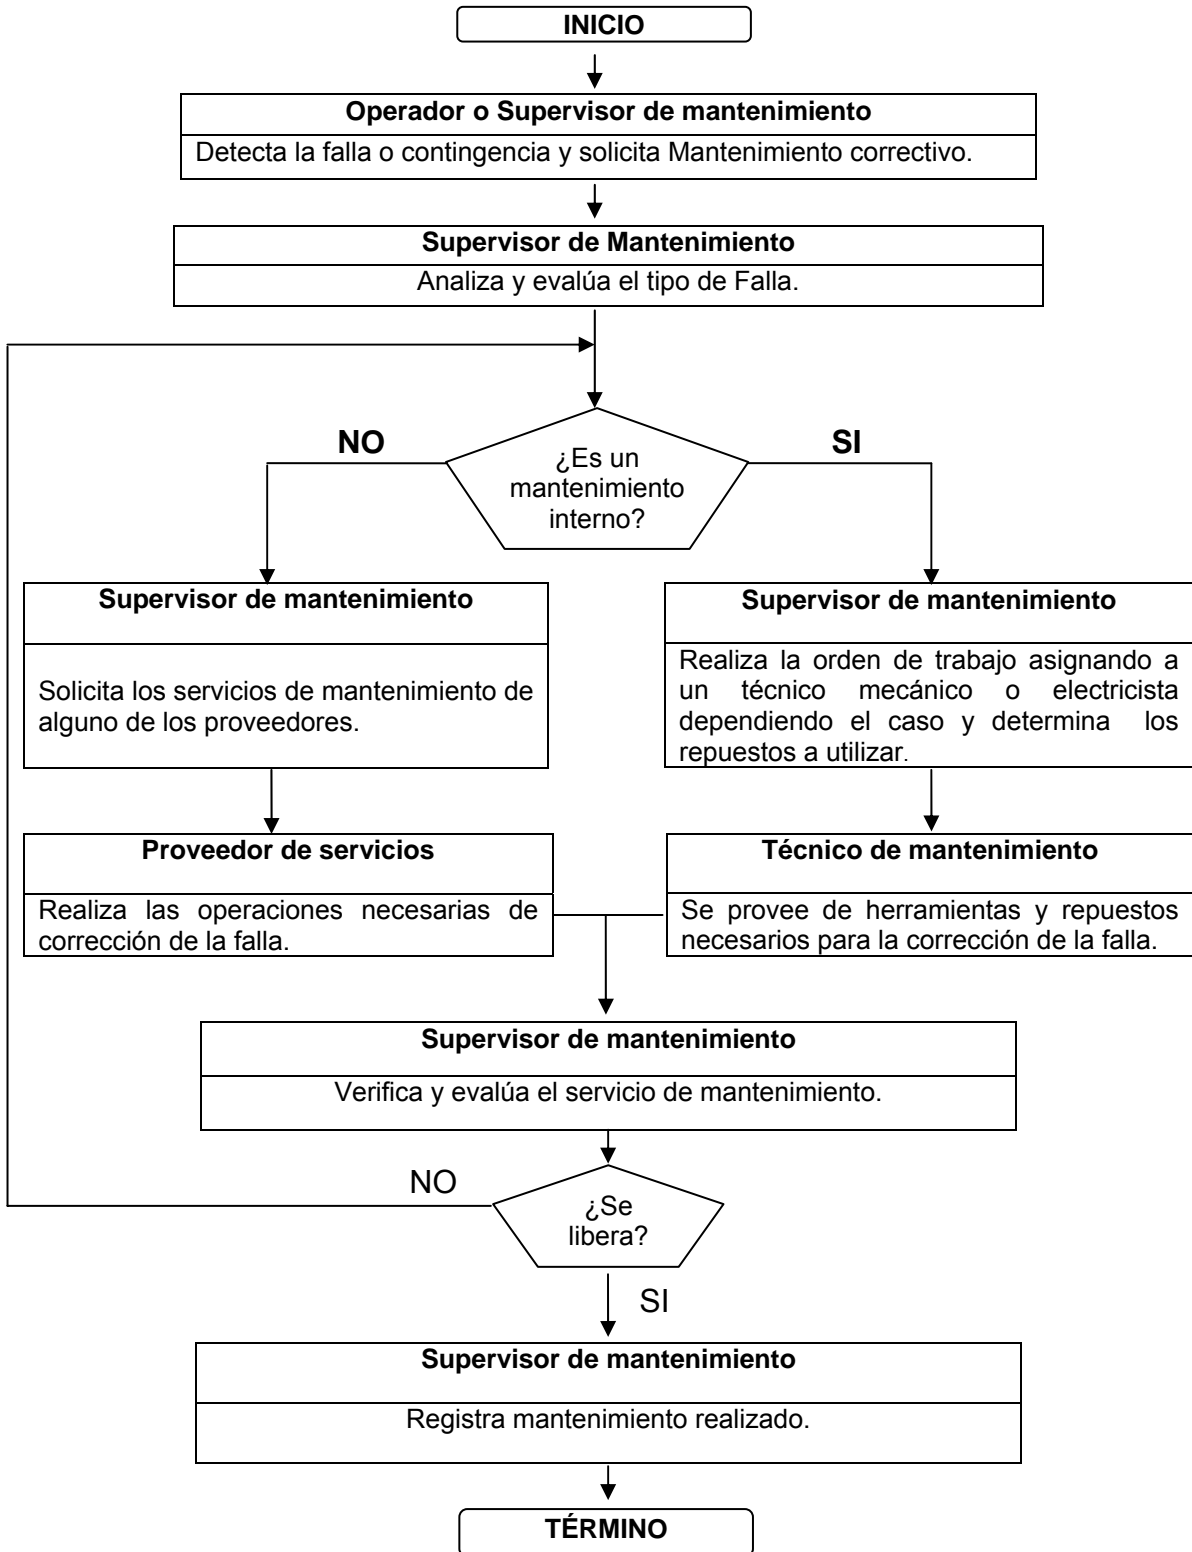 INICIO
Operador o Supervisor de mantenimiento
Detecta la falla o contingencia y solicita Mantenimiento correctivo.
Supervisor de Mantenimiento
Analiza y evalúa el tipo de Falla.
NO
SI
¿Es un
mantenimiento
interno?
Supervisor de mantenimiento
Solicita los servicios de mantenimiento de
alguno de los proveedores.
Supervisor de mantenimiento
Realiza la orden de trabajo asignando a
un técnico mecánico o electricista
dependiendo el caso y determina los
repuestos a utilizar.
Proveedor de servicios
Realiza las operaciones necesarias de
corrección de la falla.
Técnico de mantenimiento
Se provee de herramientas y repuestos
necesarios para la corrección de la falla.
Supervisor de mantenimiento
Verifica y evalúa el servicio de mantenimiento.
NO
¿Se
libera?
SI
Supervisor de mantenimiento
Registra mantenimiento realizado.
TÉRMINO